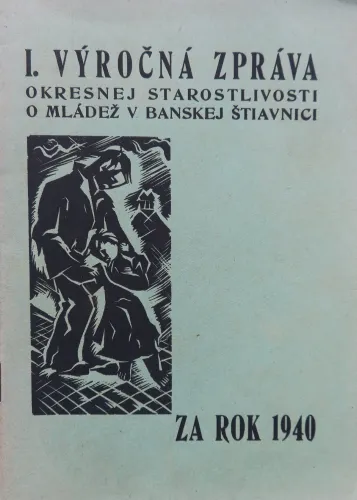 I. VÝROČNÁ ZPRÁVA
OKRESNEJ STAROSTLIVOSTI
O MLÁDEŽ V BANSKEJ ŠTIAVNICI
ZA ROK 1940